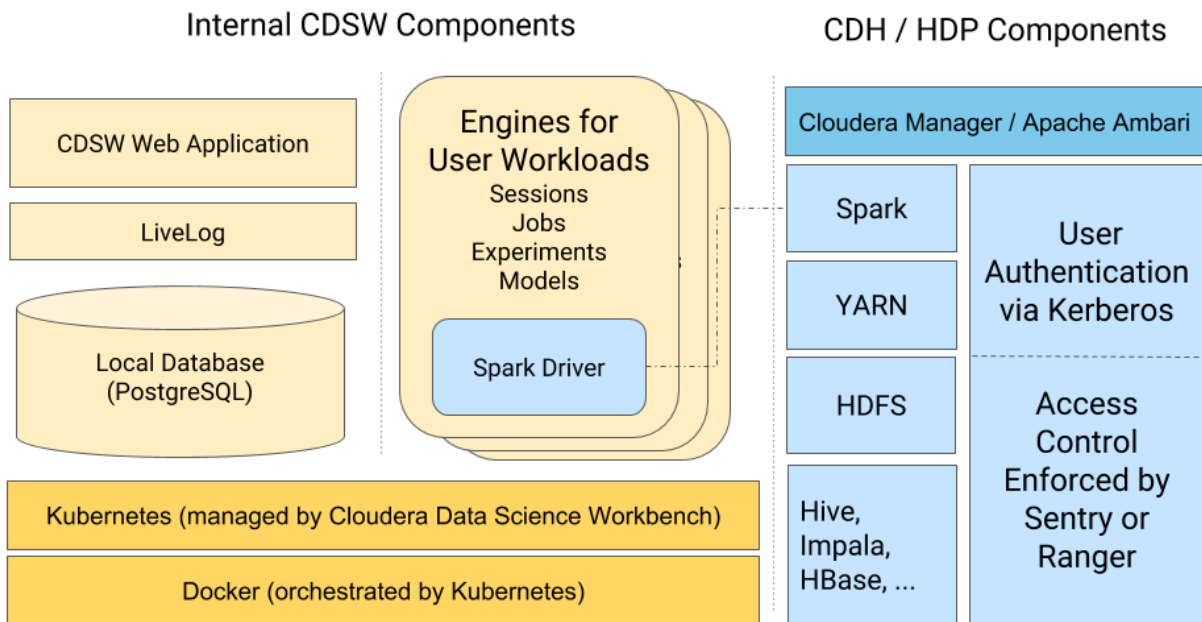 Internal CDSW Components
CDH / HDP Components
CDSW Web Application
LiveLog
Local Database
(PostgreSQL)
Engines for
User Workloads
Sessions
Jobs
Experiments
Models
Spark Driver
Kubernetes (managed by Cloudera Data Science Workbench)
Docker (orchestrated by Kubernetes)
Cloudera Manager / Apache Ambari
Spark
YARN
HDFS
Hive,
Impala,
HBase, ...
User
Authentication
via Kerberos
Access
Control
Enforced by
Sentry or
Ranger